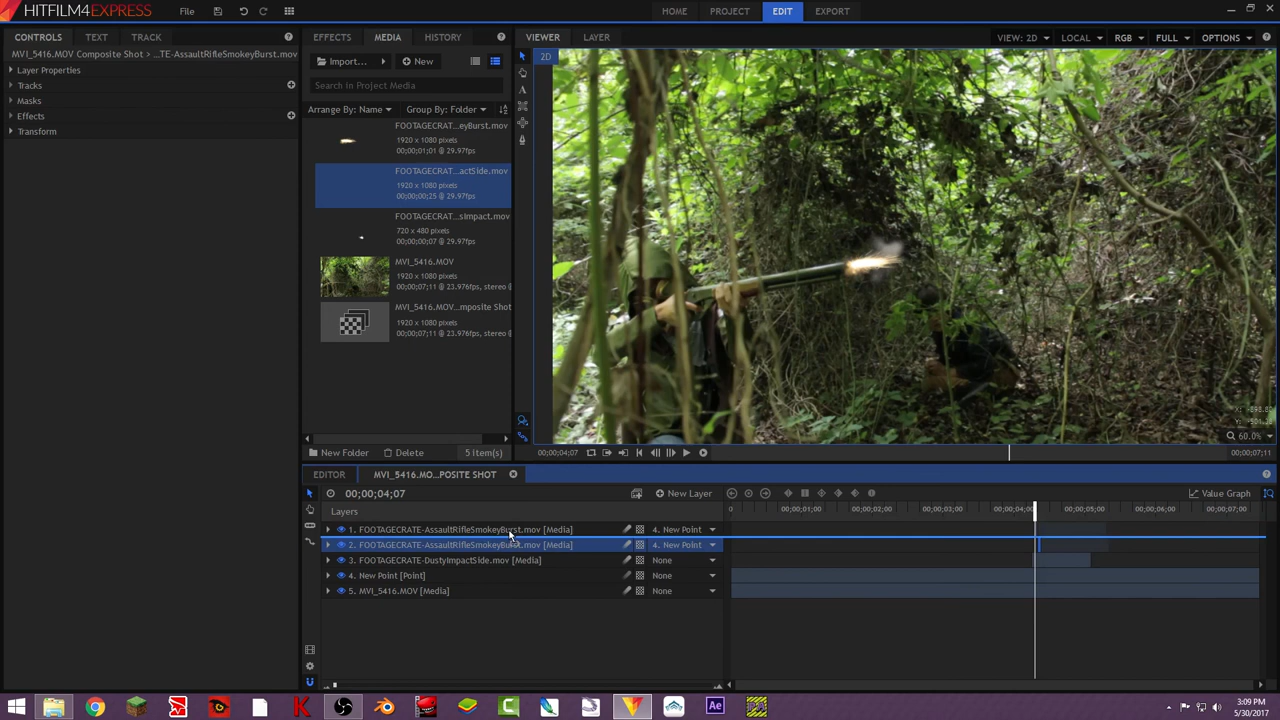 HITFILM4EXPRESS
File
HOME
PROJECT
EDIT
EXPORT
CONTROLS
TEXT
TRACK
MVI_5416.MOV Composite Shot > ...TE-AssaultRifleSmokeyBurst.mov
Layer Properties
Tracks
Masks
Effects
Transform
EFFECTS
MEDIA
HISTORY
Import...
New
Search in Project Media
Arrange By: Name
Group By: Folder
FOOTAGECRAT...eyBurst.mov
1920 x 1080 pixels
00;00;01;01 @ 29.97fps
FOOTAGECRAT...actSide.mov
1920 x 1080 pixels
00;00;00;25 @ 29.97fps
FOOTAGECRAT...simpact.mov
720 x 480 pixels
00;00;00;07 @ 29.97fps
MVI_5416.MOV
1920 x 1080 pixels
00;00;07;11 @ 23.976fps, stereo
MVI_5416.MOV...mposite Shot
1920 x 1080 pixels
00;00;07;11 @ 23.976fps, stereo
New Folder
Delete
5 item(s)
VIEWER
LAYER
VIEW: 2D
LOCAL
RGB
FULL
OPTIONS
2D
60.0%
00;00;04;07
00;00;07;11
EDITOR
MVI_5416.MO...POSITE SHOT
00;00;04;07
New Layer
Value Graph
Layers
0
00;00;01;00
00;00;02;00
00;00;03;00
00;00;04;00
00;00;05;00
00;00;06;00
00;00;07;00
1. FOOTAGECRATE-AssaultRifleSmokeyBurst.mov [Media]
4. New Point
2. FOOTAGECRATE-AssaultRifleSmokeyBurst.mov [Media]
4. New Point
3. FOOTAGECRATE-DustyImpactSide.mov [Media]
None
4. New Point [Point]
None
5. MVI_5416.MOV [Media]
None
Ae
3:09 PM
5/30/2017